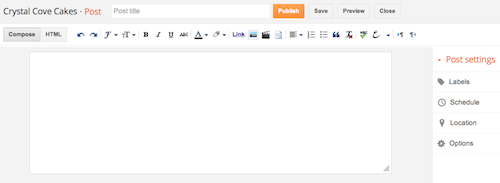 Crystal Cove Cakes · Post Post title Publish Save Preview Close
Compose HTML B I U ABC A Link
Post settings
Labels
Schedule
Location
Options